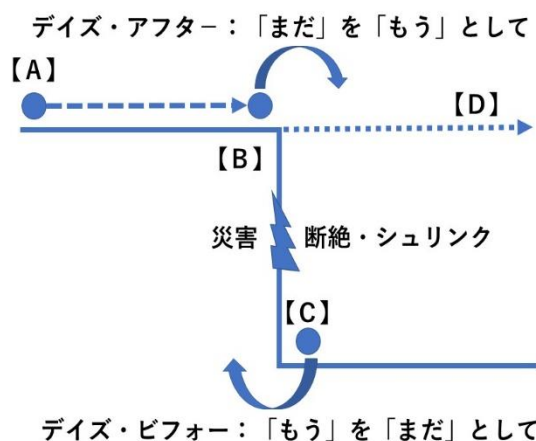 デイズ・アフター：「まだ」を「もう」として
【A】
【D】
【B】
災害 断絶・シュリンク
【C】
デイズ・ビフォー：「もう」を「まだ」として